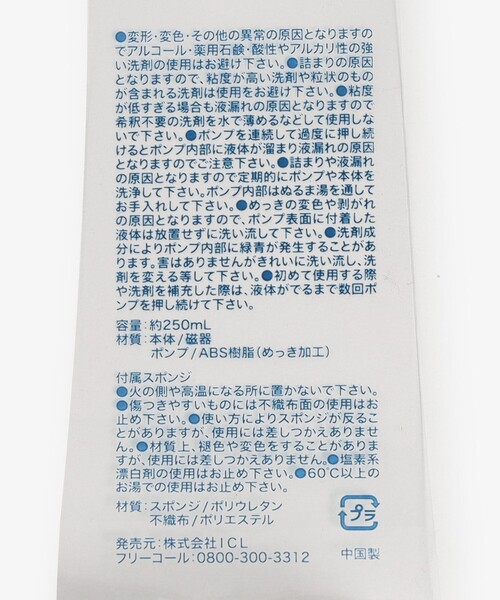 ●変形・変色・その他の異常の原因となりますの
でアルコール・薬用石鹸・酸性やアルカリ性の強
い洗剤の使用はお避け下さい。●詰まりの原因
となりますので、粘度が高い洗剤や粒状のもの
が含まれる洗剤は使用をお避け下さい。●粘度
が低すぎる場合も液漏れの原因となりますので
希釈不要の洗剤を水で薄めるなどして使用しな
いで下さい。●ポンプを連続して過度に押し続
けるとポンプ内部に液体が溜まり液漏れの原因
となりますのでご注意下さい。●詰まりや液漏れ
の原因となりますので定期的にポンプや本体を
洗浄して下さい。ポンプ内部はぬるま湯を通して
お手入れして下さい。●めっきの変色や剥がれ
の原因となりますので、ポンプ表面に付着した
液体は放置せずに洗い流して下さい。●洗剤成
分によりポンプ内部に緑青が発生することがあ
ります。害はありませんがきれいに洗い流し、洗
剤を変える等して下さい。●初めて使用する際
や洗剤を補充した際は、液体がでるまで数回ポ
ンプを押し続けて下さい。
容量：約250mL
材質：本体/磁器
ポンプ/ABS樹脂（めっき加工）
付属スポンジ
●火の側や高温になる所に置かないで下さい。
●傷つきやすいものには不織布面の使用はお
止め下さい。●使い方によりスポンジが反るこ
とがありますが、使用には差しつかえありません。
●材質上、褪色や変色をすることがありま
すが、使用には差しつかえありません。●塩素系
漂白剤の使用はお止め下さい。●60℃以上の
お湯での使用はお止め下さい。
材質：スポンジ/ポリウレタン
不織布/ポリエステル
プラ
発売元：株式会社ICL
フリーコール：0800-300-3312
中国製